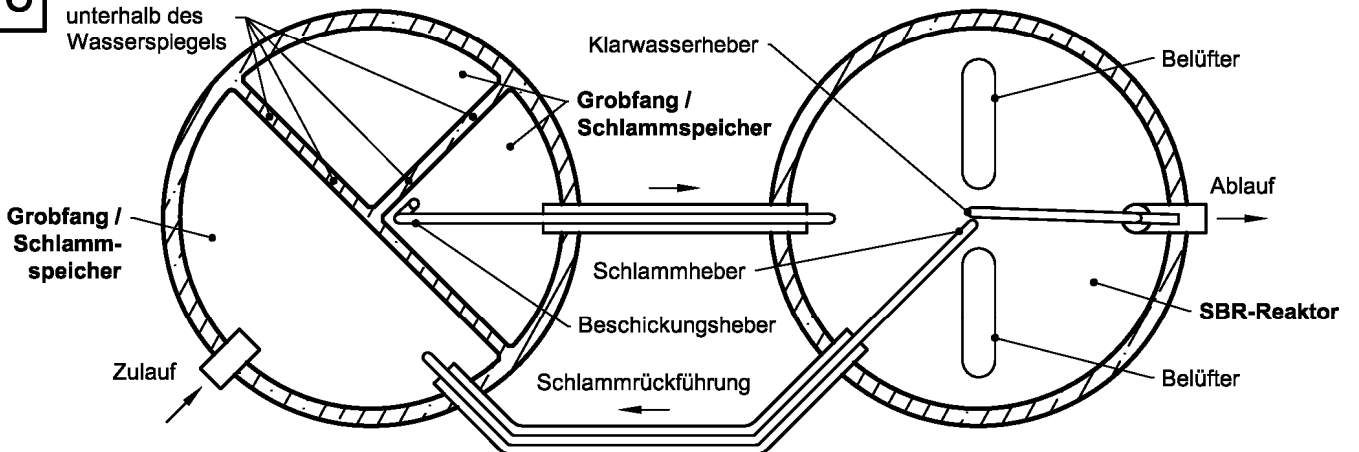 unterhalb des
Wasserspiegels
Klarwasserheber
Belüfter
Grobfang /
Schlammspeicher
Ablauf
Grobfang /
Schlamm-
speicher
Schlammheber
SBR-Reaktor
Beschickungsheber
Zulauf
Schlammrückführung
Belüfter